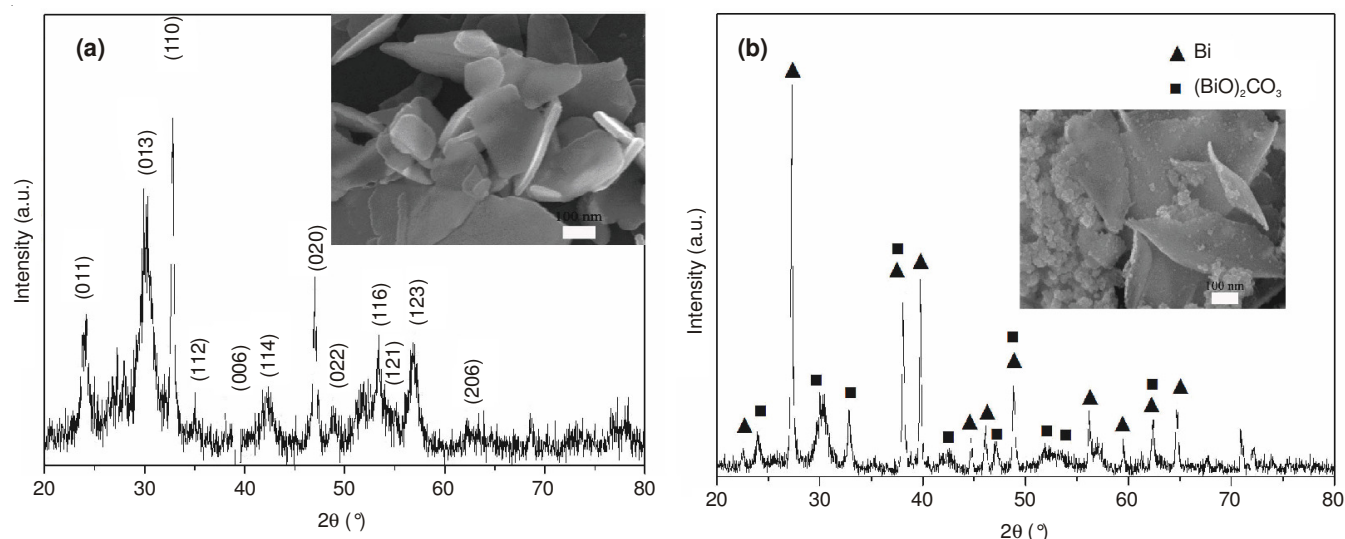 (a)
(110)
(013)
(011)
(112)
(006)
(114)
(020)
(022)
(116)
(121)
(123)
(206)
100 nm
Intensity (a.u.)
20 30 40 50 60 70 80
2θ (°)
(b)
▲ Bi
■ (BiO)₂CO₃
100 nm
Intensity (a.u.)
20 30 40 50 60 70 80
2θ (°)